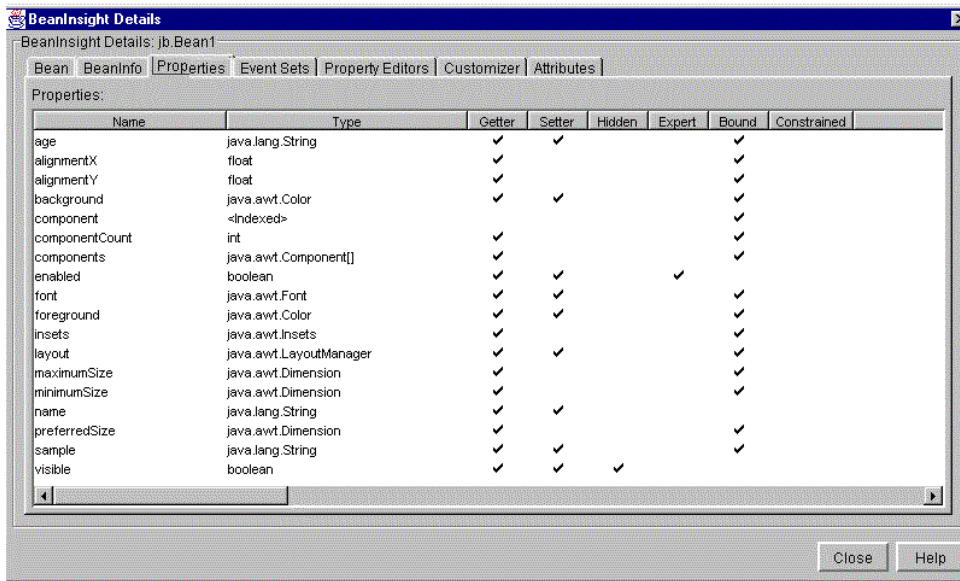 BeanInsight Details
BeanInsight Details: jb.Bean1
Bean BeanInfo Properties Event Sets Property Editors Customizer Attributes
Properties:
Name Type Getter Setter Hidden Expert Bound Constrained
age java.lang.String ✔ ✔ ✔
alignmentX float ✔ ✔
alignmentY float ✔ ✔
background java.awt.Color ✔ ✔ ✔
component <Indexed> ✔
componentCount int ✔ ✔
components java.awt.Component[] ✔ ✔
enabled boolean ✔ ✔ ✔
font java.awt.Font ✔ ✔ ✔
foreground java.awt.Color ✔ ✔ ✔
insets java.awt.Insets ✔ ✔
layout java.awt.LayoutManager ✔ ✔ ✔
maximumSize java.awt.Dimension ✔ ✔
minimumSize java.awt.Dimension ✔ ✔
name java.lang.String ✔ ✔
preferredSize java.awt.Dimension ✔ ✔
sample java.lang.String ✔ ✔ ✔
visible boolean ✔ ✔ ✔
Close Help